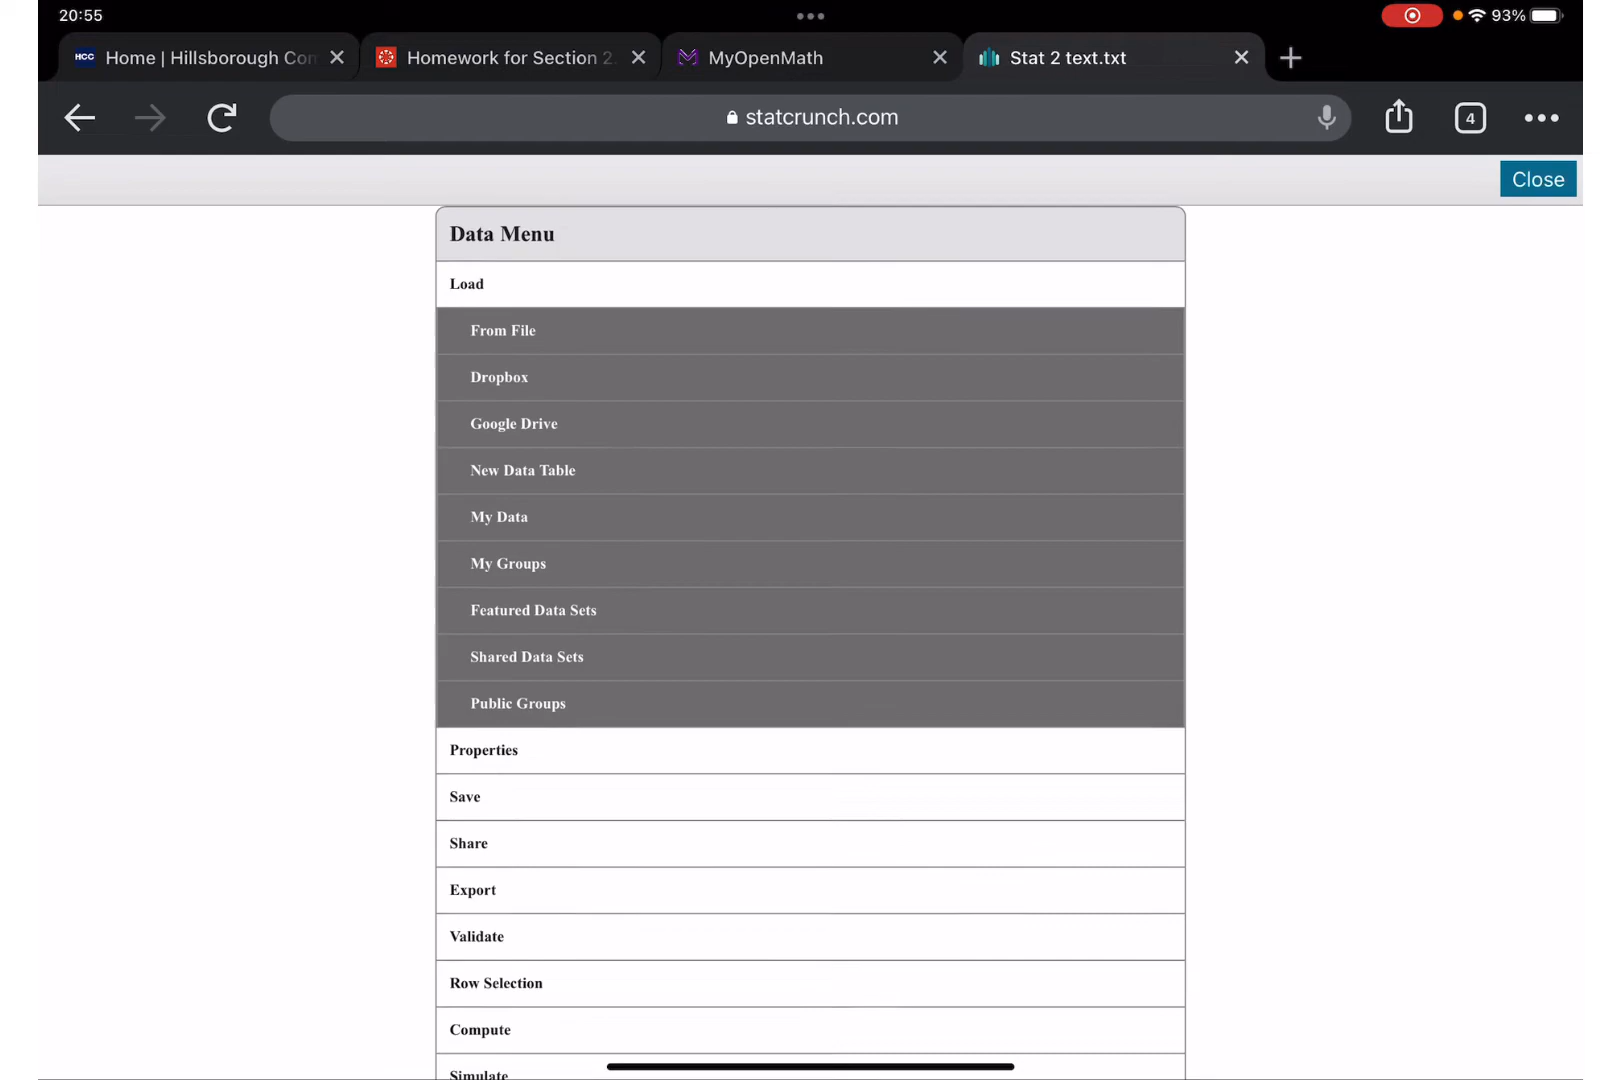 20:55
93%
HCC Home | Hillsborough Con
Homework for Section 2.
MyOpenMath
Stat 2 text.txt
statcrunch.com
4
Close
Data Menu
Load
From File
Dropbox
Google Drive
New Data Table
My Data
My Groups
Featured Data Sets
Shared Data Sets
Public Groups
Properties
Save
Share
Export
Validate
Row Selection
Compute
Simulate